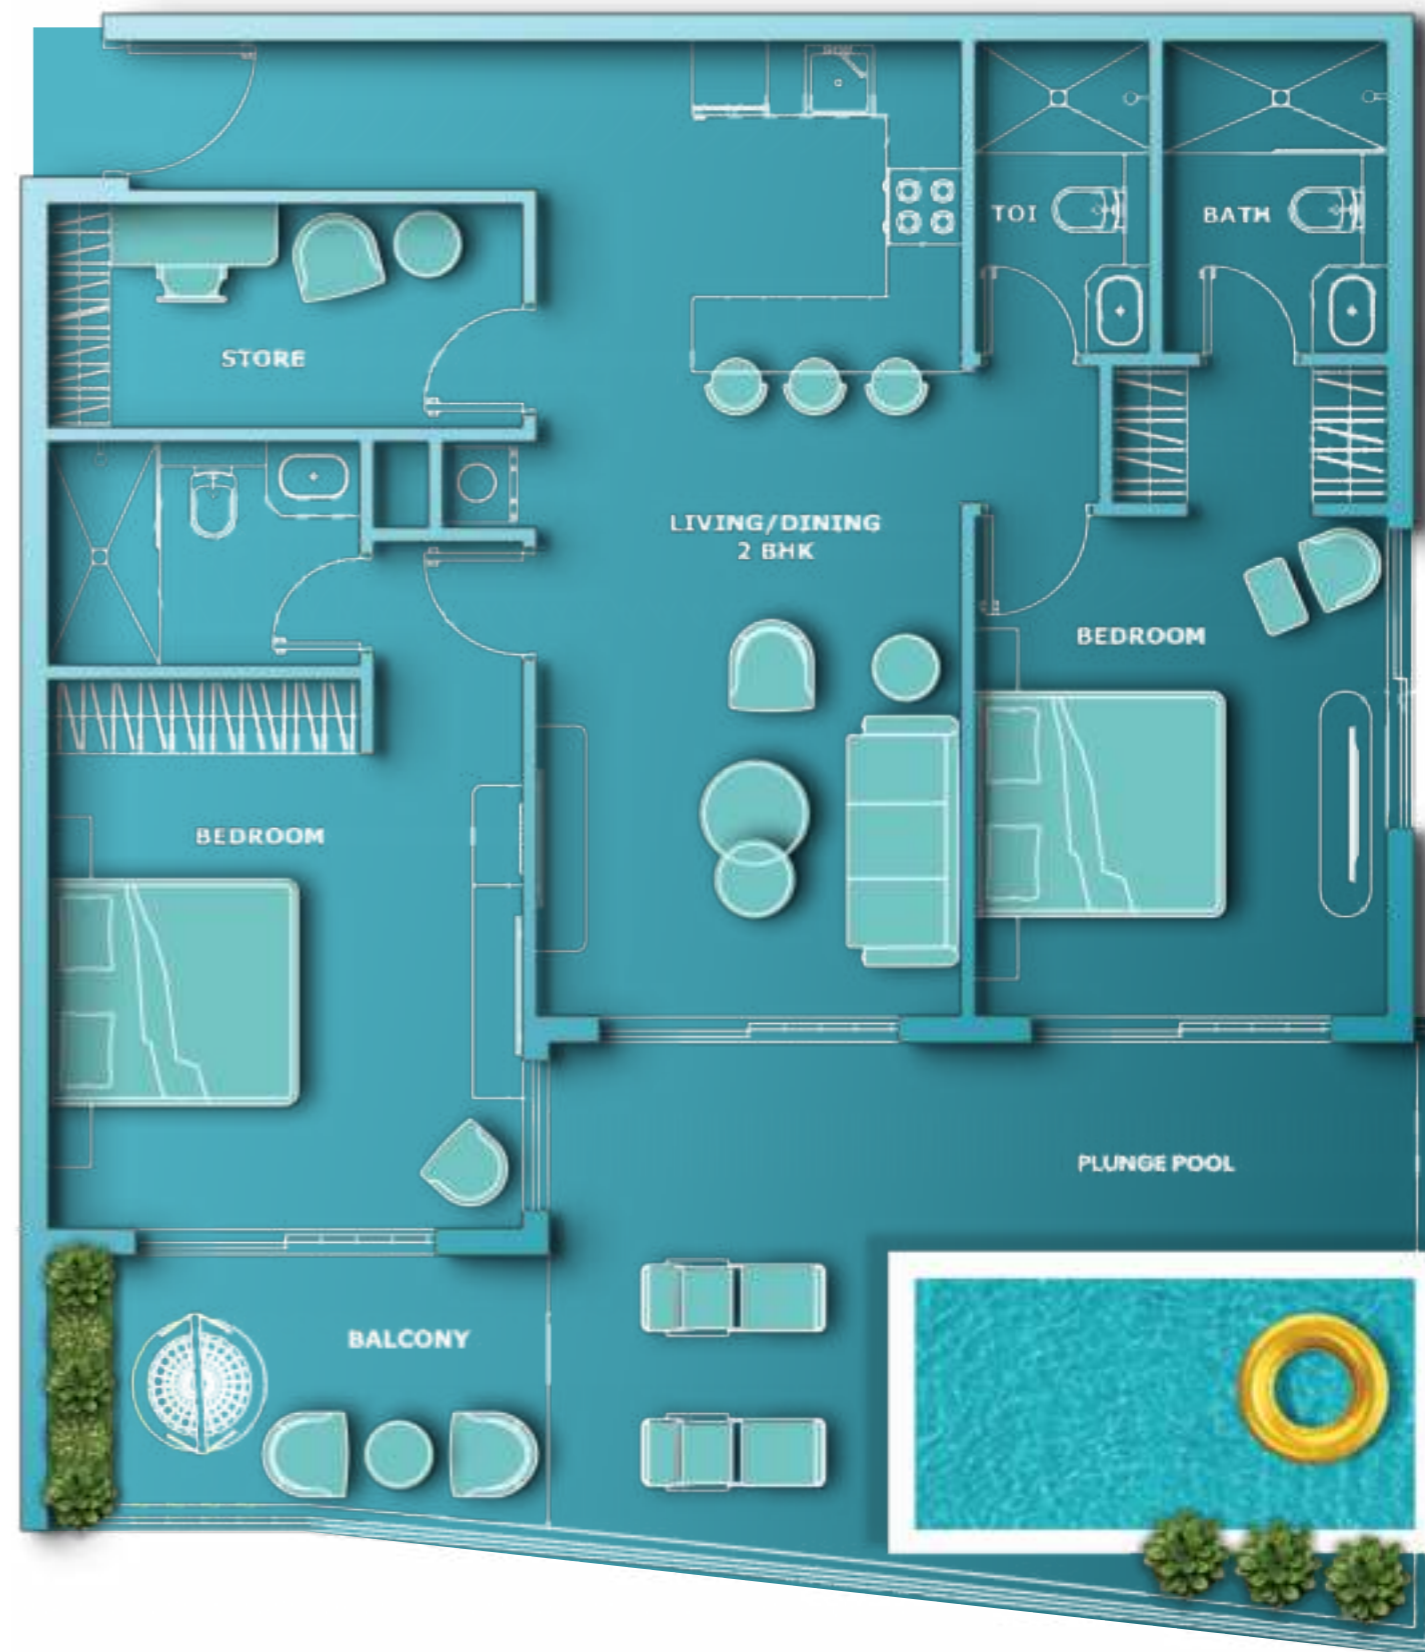 TOI
BATH
STORE
LIVING/DINING
2 BHK
BEDROOM
BEDROOM
PLUNGE POOL
BALCONY